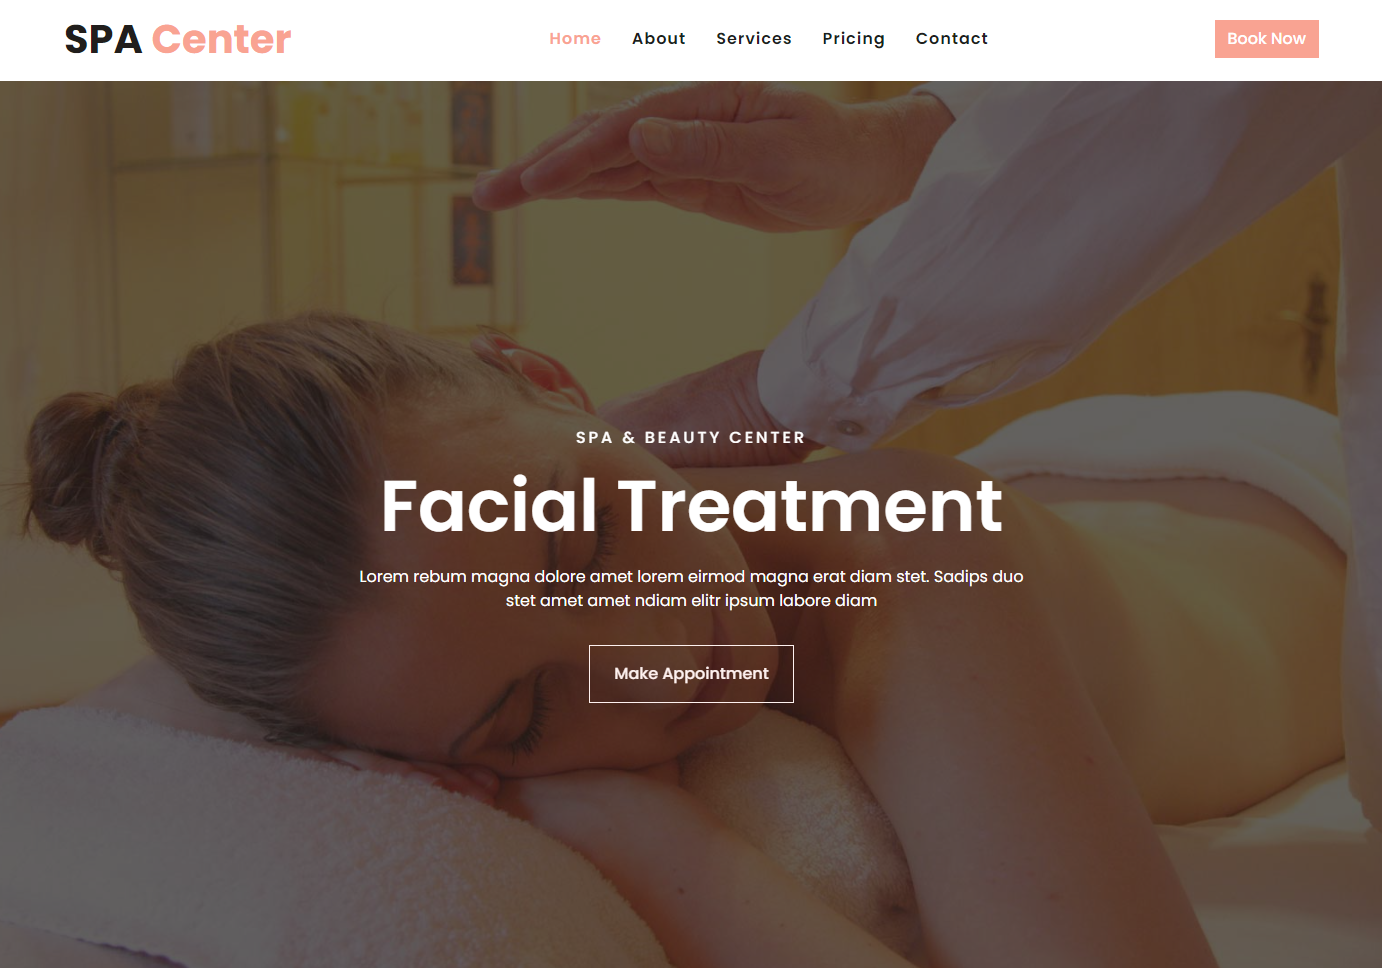 SPA Center
Home About Services Pricing Contact
Book Now
SPA & BEAUTY CENTER
Facial Treatment
Lorem rebum magna dolore amet lorem eirmod magna erat diam stet. Sadips duo
stet amet amet ndiam elitr ipsum labore diam
Make Appointment